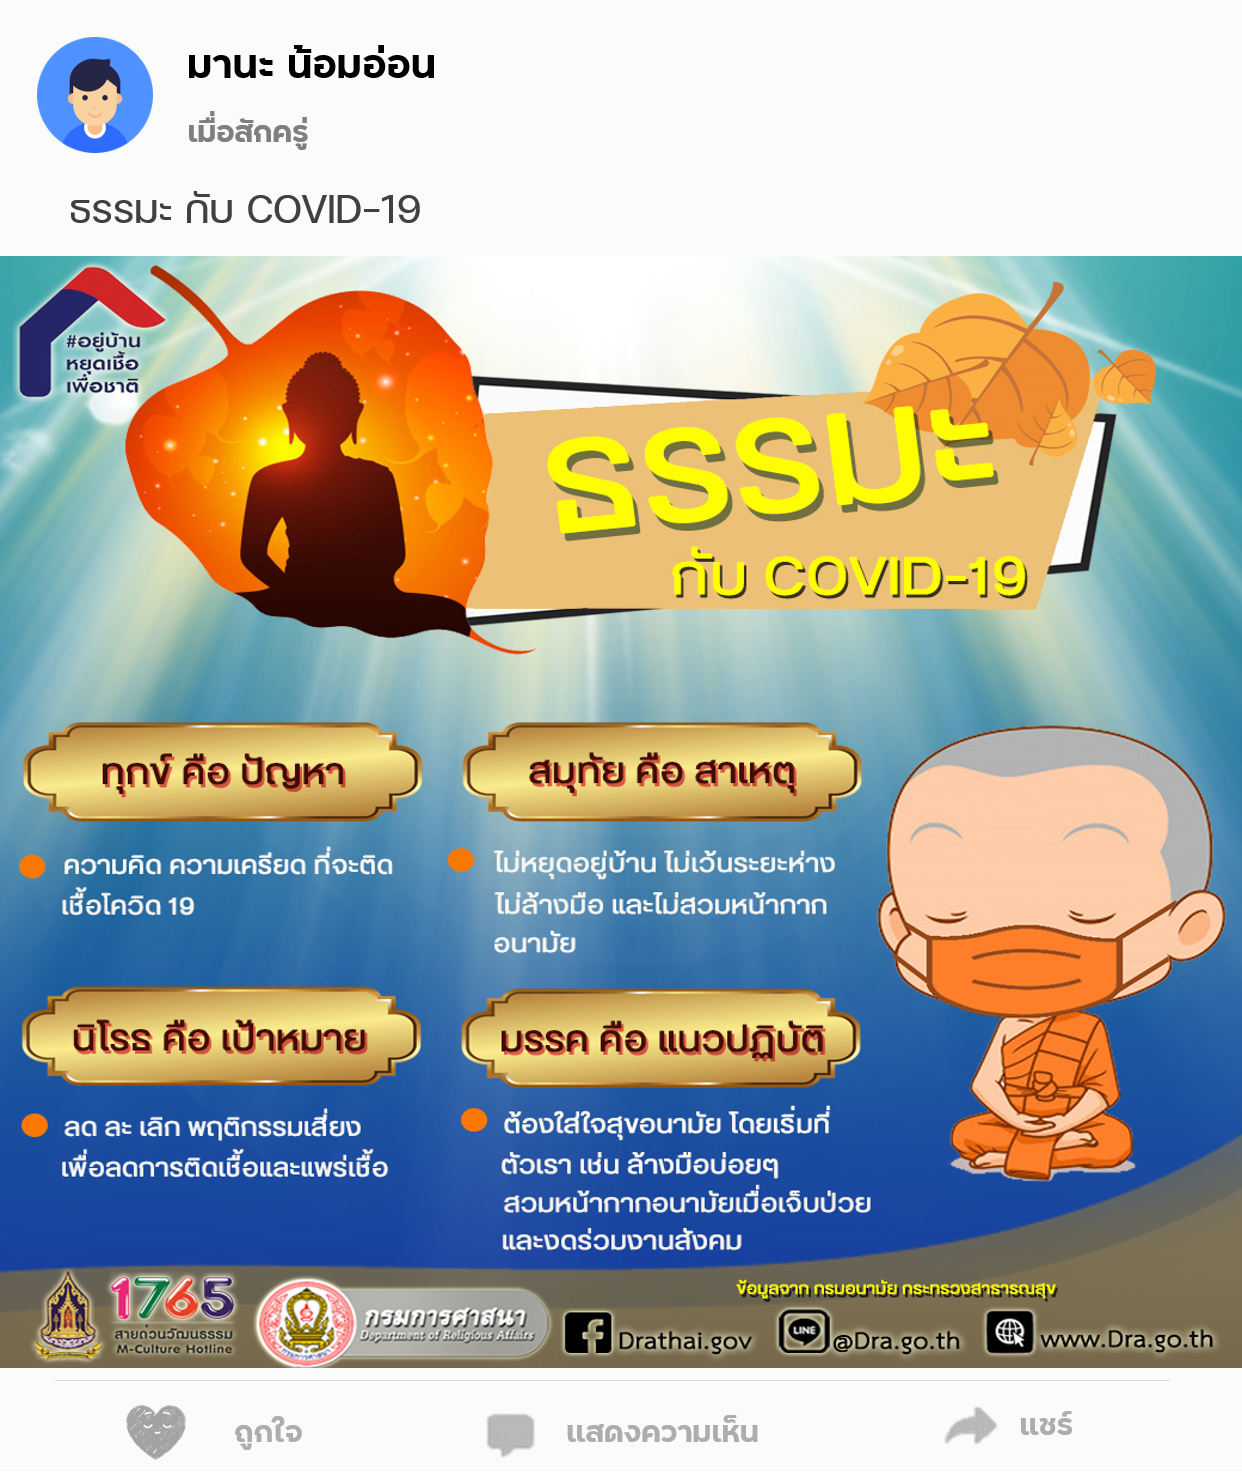 มานะ น้อมอ่อน
เมื่อสักครู่
ธรรมะ กับ COVID-19
#อยู่บ้าน
หยุดเชื้อ
เพื่อชาติ
ธรรมะ
กับ COVID-19
ทุกข์ คือ ปัญหา
ความคิด ความเครียด ที่จะติด
เชื้อโควิด 19
สมุทัย คือ สาเหตุ
ไม่หยุดอยู่บ้าน ไม่เว้นระยะห่าง
ไม่ล้างมือ และไม่สวมหน้ากาก
อนามัย
นิโรธ คือ เป้าหมาย
ลด ละ เลิก พฤติกรรมเสี่ยง
เพื่อลดการติดเชื้อและแพร่เชื้อ
มรรค คือ แนวปฏิบัติ
ต้องใส่ใจสุขอนามัย โดยเริ่มที่
ตัวเรา เช่น ล้างมือบ่อยๆ
สวมหน้ากากอนามัยเมื่อเจ็บป่วย
และงดร่วมงานสังคม
ข้อมูลจาก กรมอนามัย กระทรวงสาธารณสุข
1765
สายด่วนวัฒนธรรม
M-Culture Hotline
กรมการศาสนา
Department of Religious Affairs
Drathai.gov
LINE
@Dra.go.th
www.Dra.go.th
ถูกใจ
แสดงความเห็น
แชร์